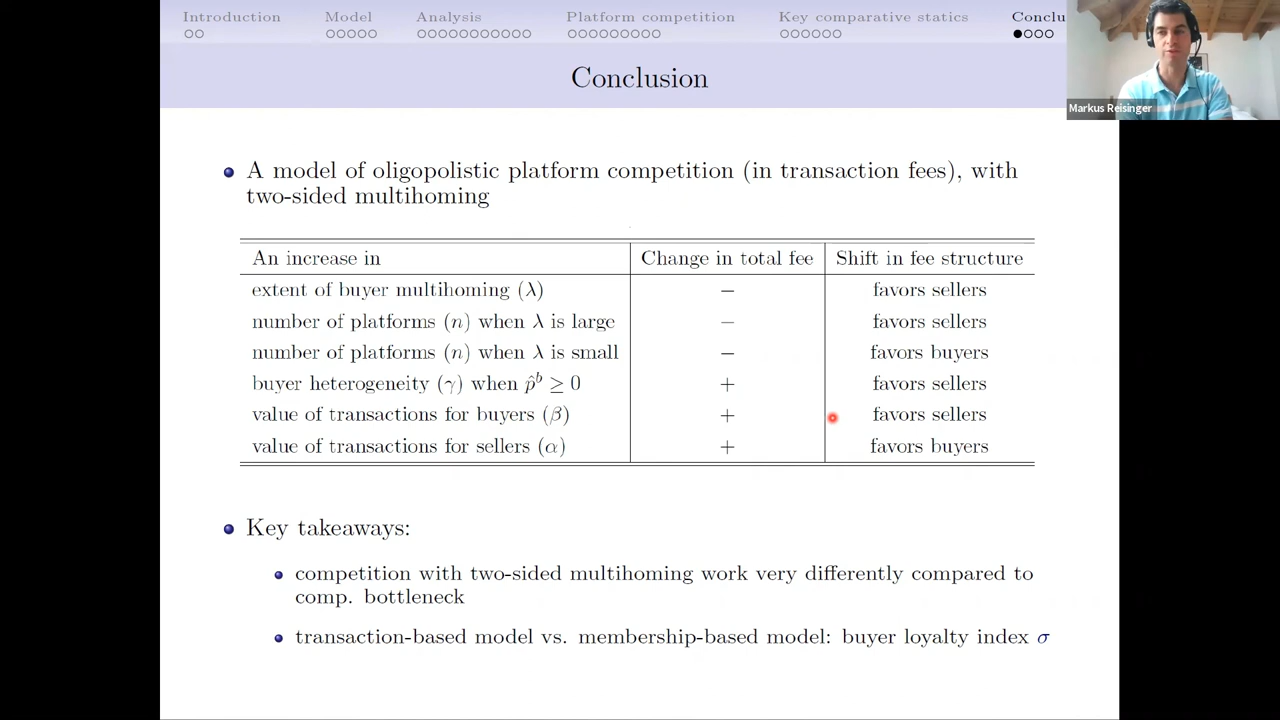 Introduction Model Analysis Platform competition Key comparative statics Conclu
Markus Reisinger
Conclusion
A model of oligopolistic platform competition (in transaction fees), with
two-sided multihoming
An increase in Change in total fee Shift in fee structure
extent of buyer multihoming (λ) − favors sellers
number of platforms (n) when λ is large − favors sellers
number of platforms (n) when λ is small − favors buyers
buyer heterogeneity (γ) when p̂ᵇ ≥ 0 + favors sellers
value of transactions for buyers (β) + favors sellers
value of transactions for sellers (α) + favors buyers
Key takeaways:
competition with two-sided multihoming work very differently compared to
comp. bottleneck
transaction-based model vs. membership-based model: buyer loyalty index σ